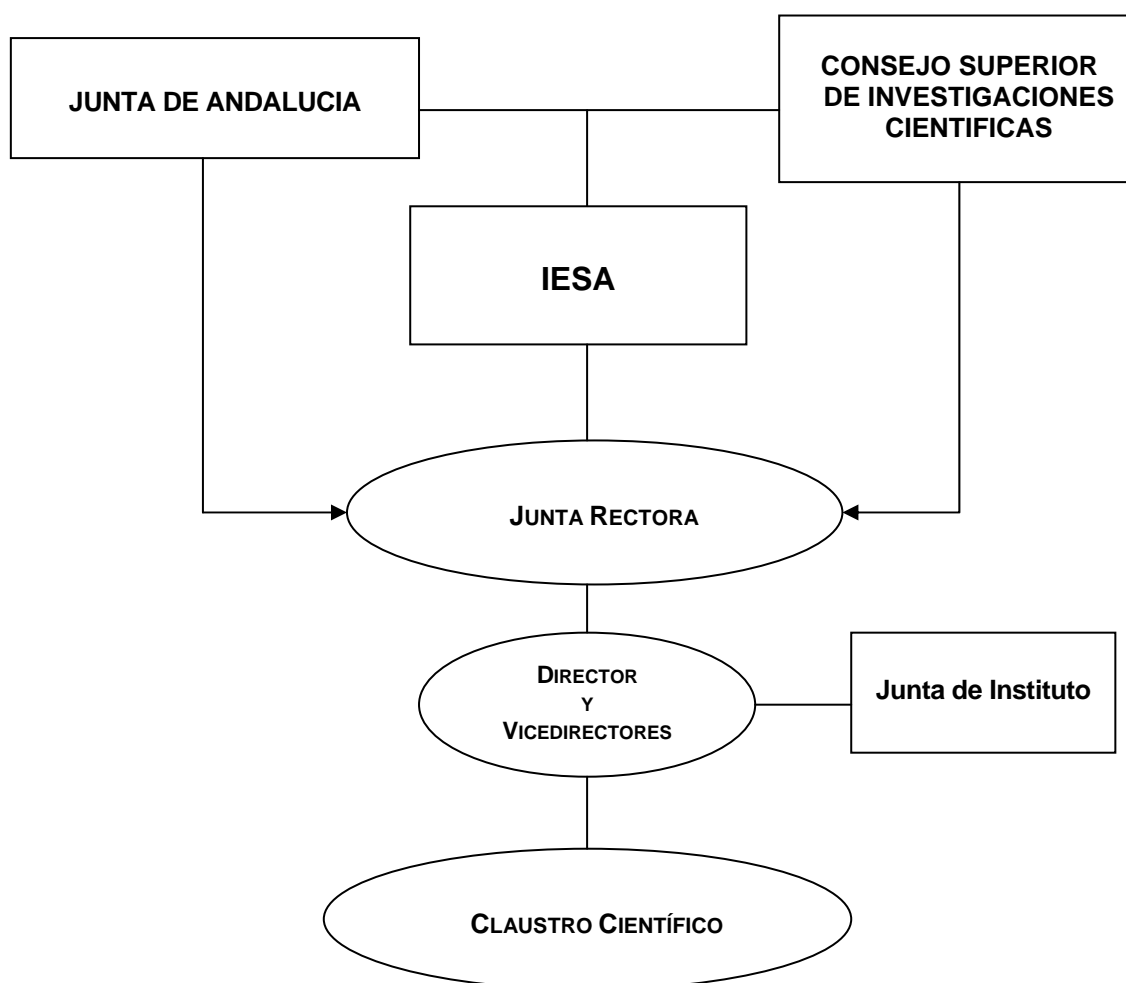 JUNTA DE ANDALUCIA
CONSEJO SUPERIOR
DE INVESTIGACIONES
CIENTIFICAS
IESA
JUNTA RECTORA
DIRECTOR
Y
VICEDIRECTORES
Junta de Instituto
CLAUSTRO CIENTÍFICO